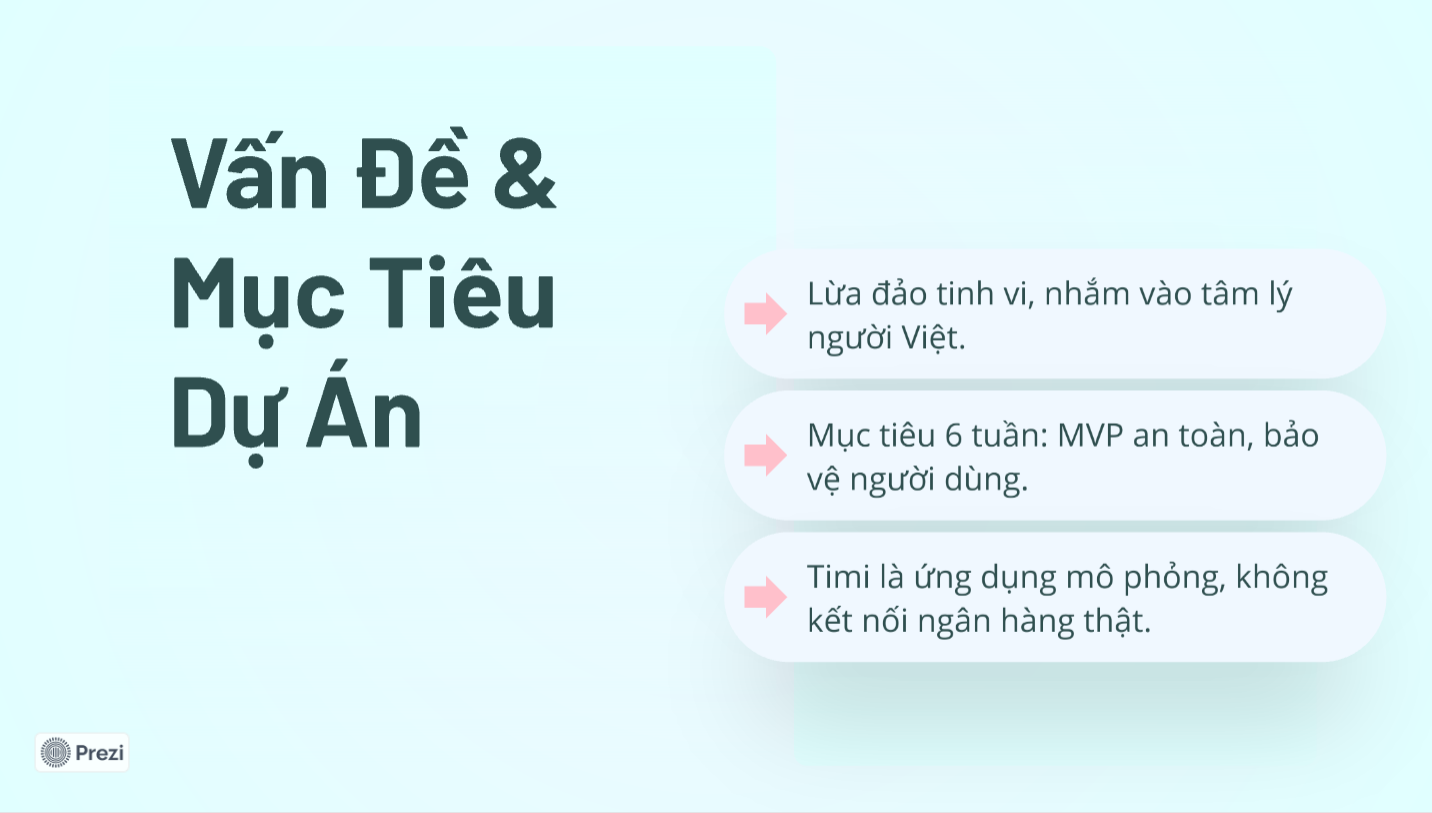 Vấn Đề &
Mục Tiêu
Dự Án
Lừa đảo tinh vi, nhắm vào tâm lý
người Việt.
Mục tiêu 6 tuần: MVP an toàn, bảo
vệ người dùng.
Timi là ứng dụng mô phỏng, không
kết nối ngân hàng thật.
Prezi